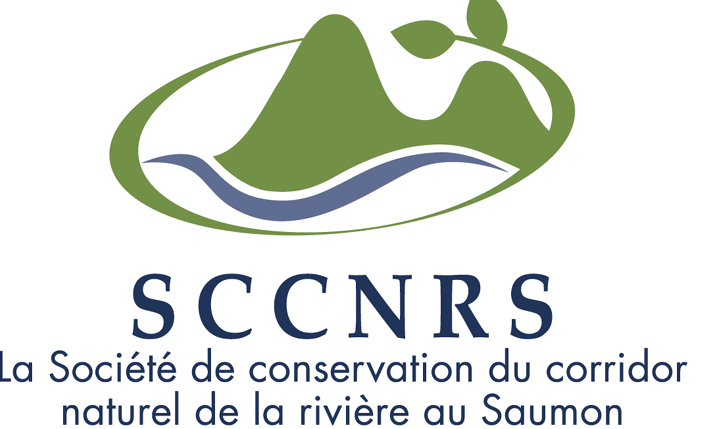 SCCNRS
La Société de conservation du corridor
naturel de la rivière au Saumon